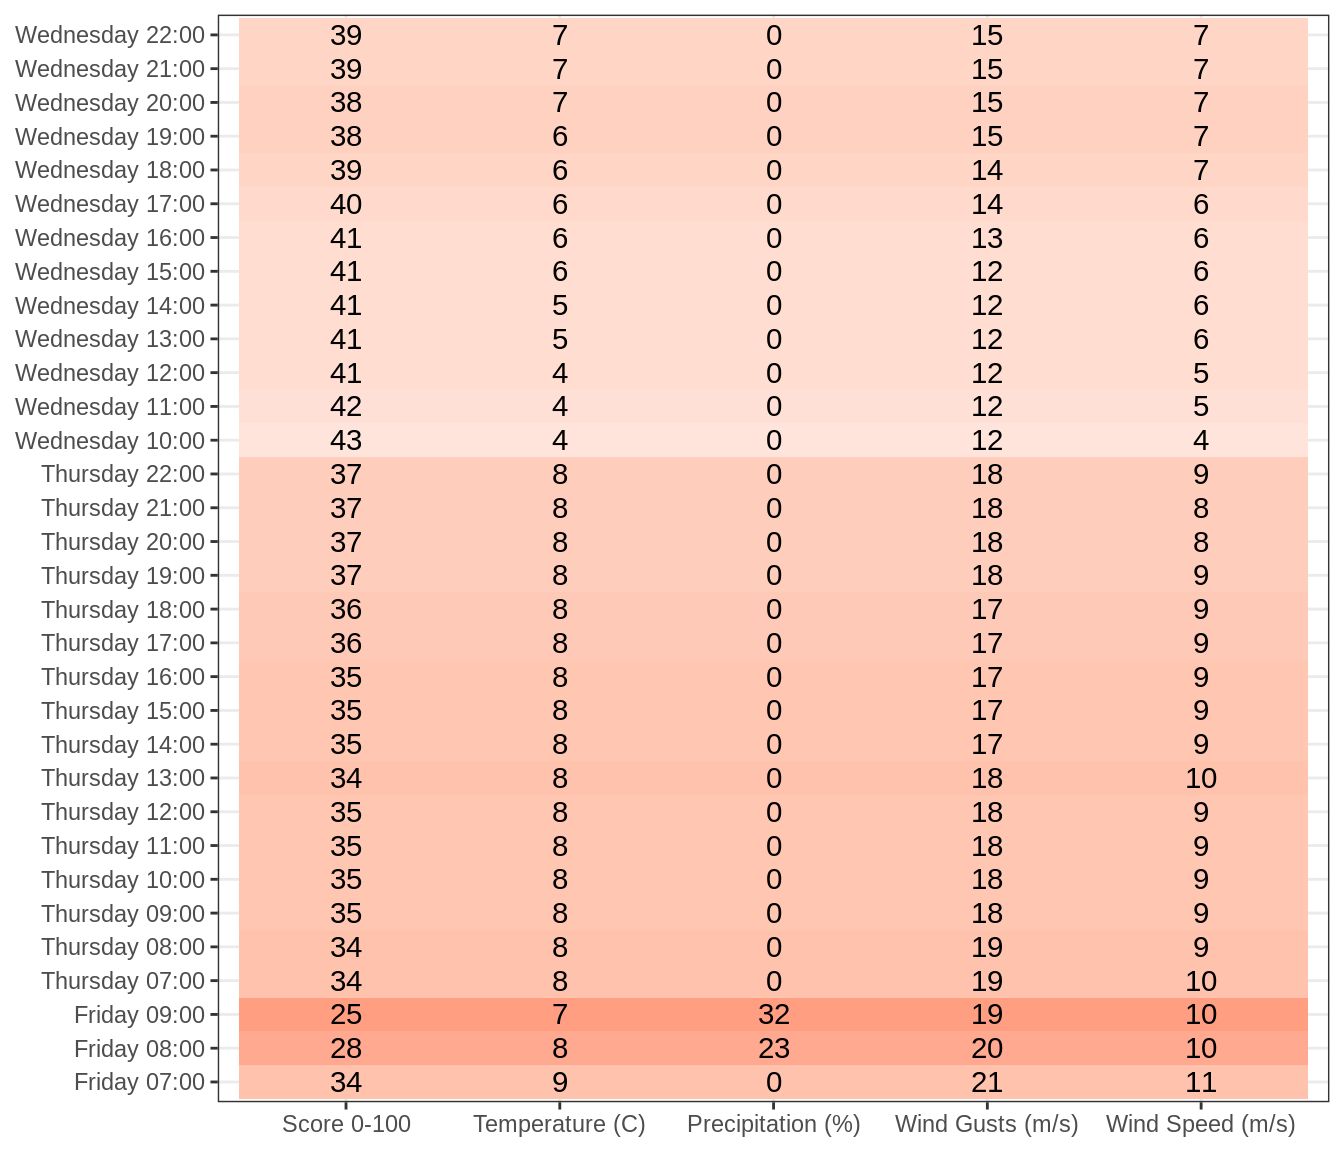 Wednesday 22:00 39 7 0 15 7
Wednesday 21:00 39 7 0 15 7
Wednesday 20:00 38 7 0 15 7
Wednesday 19:00 38 6 0 15 7
Wednesday 18:00 39 6 0 14 7
Wednesday 17:00 40 6 0 14 6
Wednesday 16:00 41 6 0 13 6
Wednesday 15:00 41 6 0 12 6
Wednesday 14:00 41 5 0 12 6
Wednesday 13:00 41 5 0 12 6
Wednesday 12:00 41 4 0 12 5
Wednesday 11:00 42 4 0 12 5
Wednesday 10:00 43 4 0 12 4
Thursday 22:00 37 8 0 18 9
Thursday 21:00 37 8 0 18 8
Thursday 20:00 37 8 0 18 8
Thursday 19:00 37 8 0 18 9
Thursday 18:00 36 8 0 17 9
Thursday 17:00 36 8 0 17 9
Thursday 16:00 35 8 0 17 9
Thursday 15:00 35 8 0 17 9
Thursday 14:00 35 8 0 17 9
Thursday 13:00 34 8 0 18 10
Thursday 12:00 35 8 0 18 9
Thursday 11:00 35 8 0 18 9
Thursday 10:00 35 8 0 18 9
Thursday 09:00 35 8 0 18 9
Thursday 08:00 34 8 0 19 9
Thursday 07:00 34 8 0 19 10
Friday 09:00 25 7 32 19 10
Friday 08:00 28 8 23 20 10
Friday 07:00 34 9 0 21 11
Score 0-100 Temperature (C) Precipitation (%) Wind Gusts (m/s) Wind Speed (m/s)